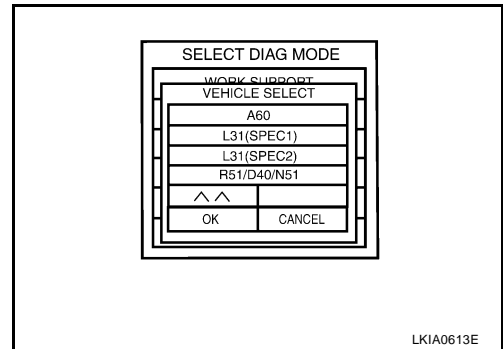 SELECT DIAG MODE
WORK SUPPORT
VEHICLE SELECT
A60
L31(SPEC1)
L31(SPEC2)
R51/D40/N51
OK CANCEL
LKIA0613E